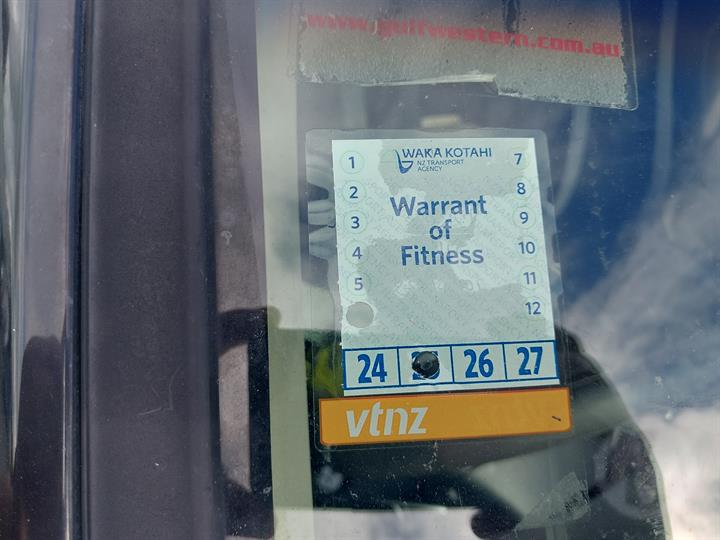 www.gulfwestern.com.au
WAKA KOTAHI
NZ TRANSPORT
AGENCY
Warrant
of
Fitness
1
2
3
4
5
7
8
9
10
11
12
24 26 27
vtnz